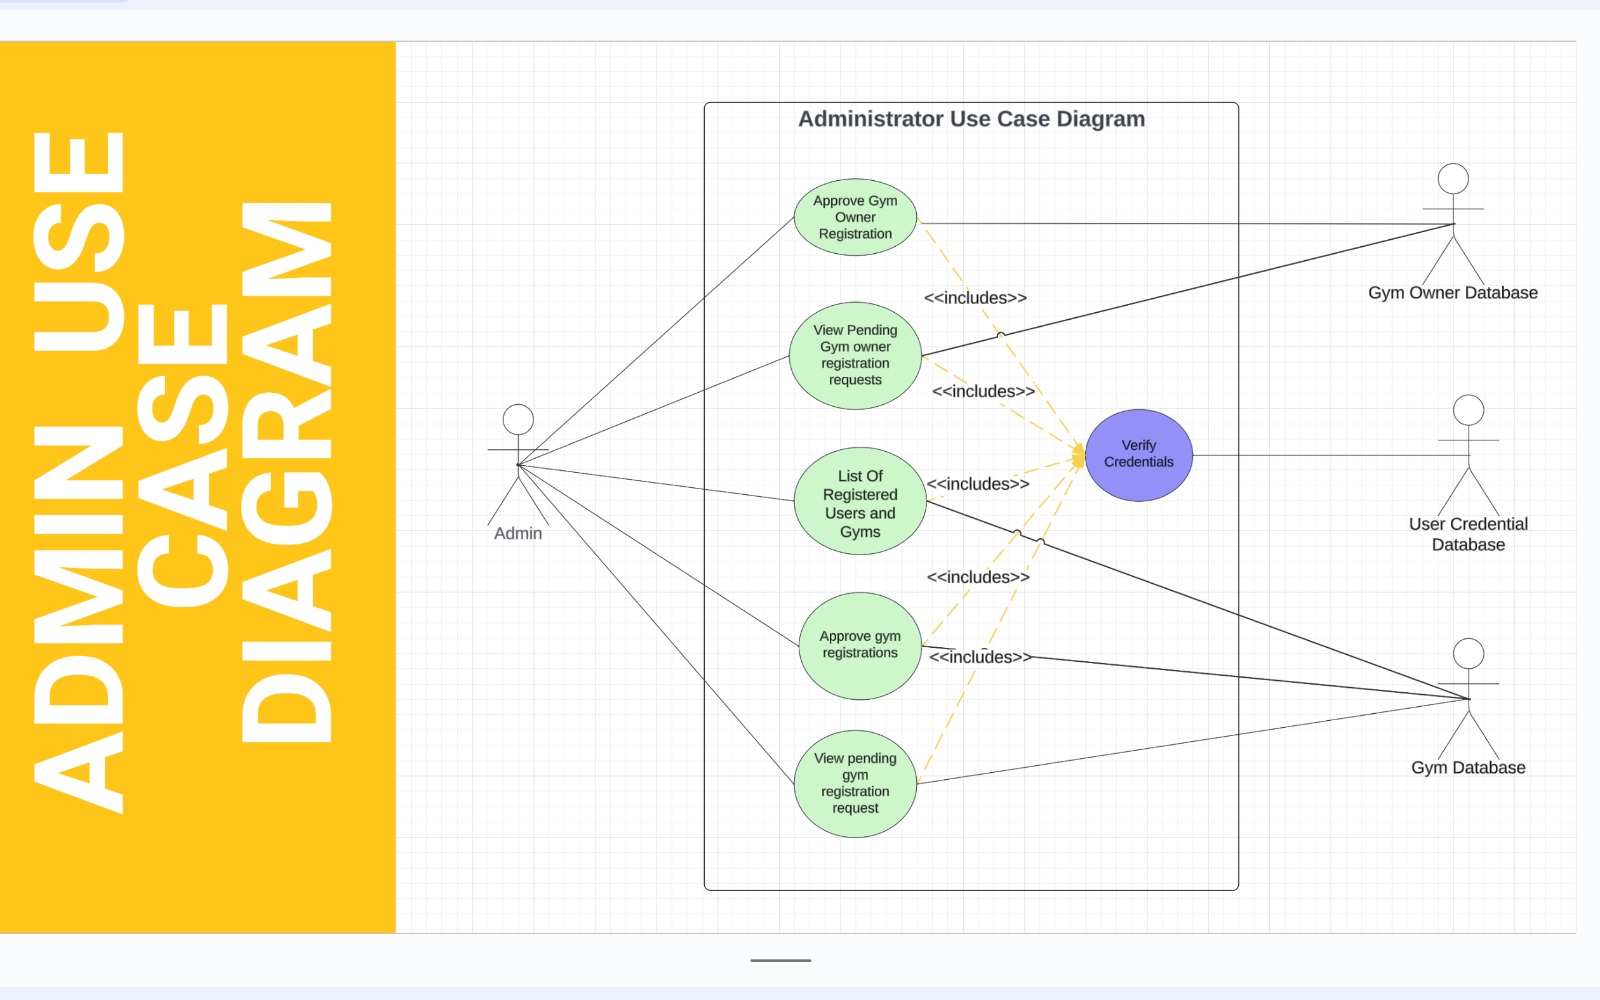 ADMIN USE
CASE
DIAGRAM
Administrator Use Case Diagram
Approve Gym
Owner
Registration
<<includes>>
Gym Owner Database
View Pending
Gym owner
registration
requests
<<includes>>
Verify
Credentials
Admin
List Of
Registered
Users and
Gyms
<<includes>>
User Credential
Database
<<includes>>
Approve gym
registrations
<<includes>>
View pending
gym
registration
request
Gym Database